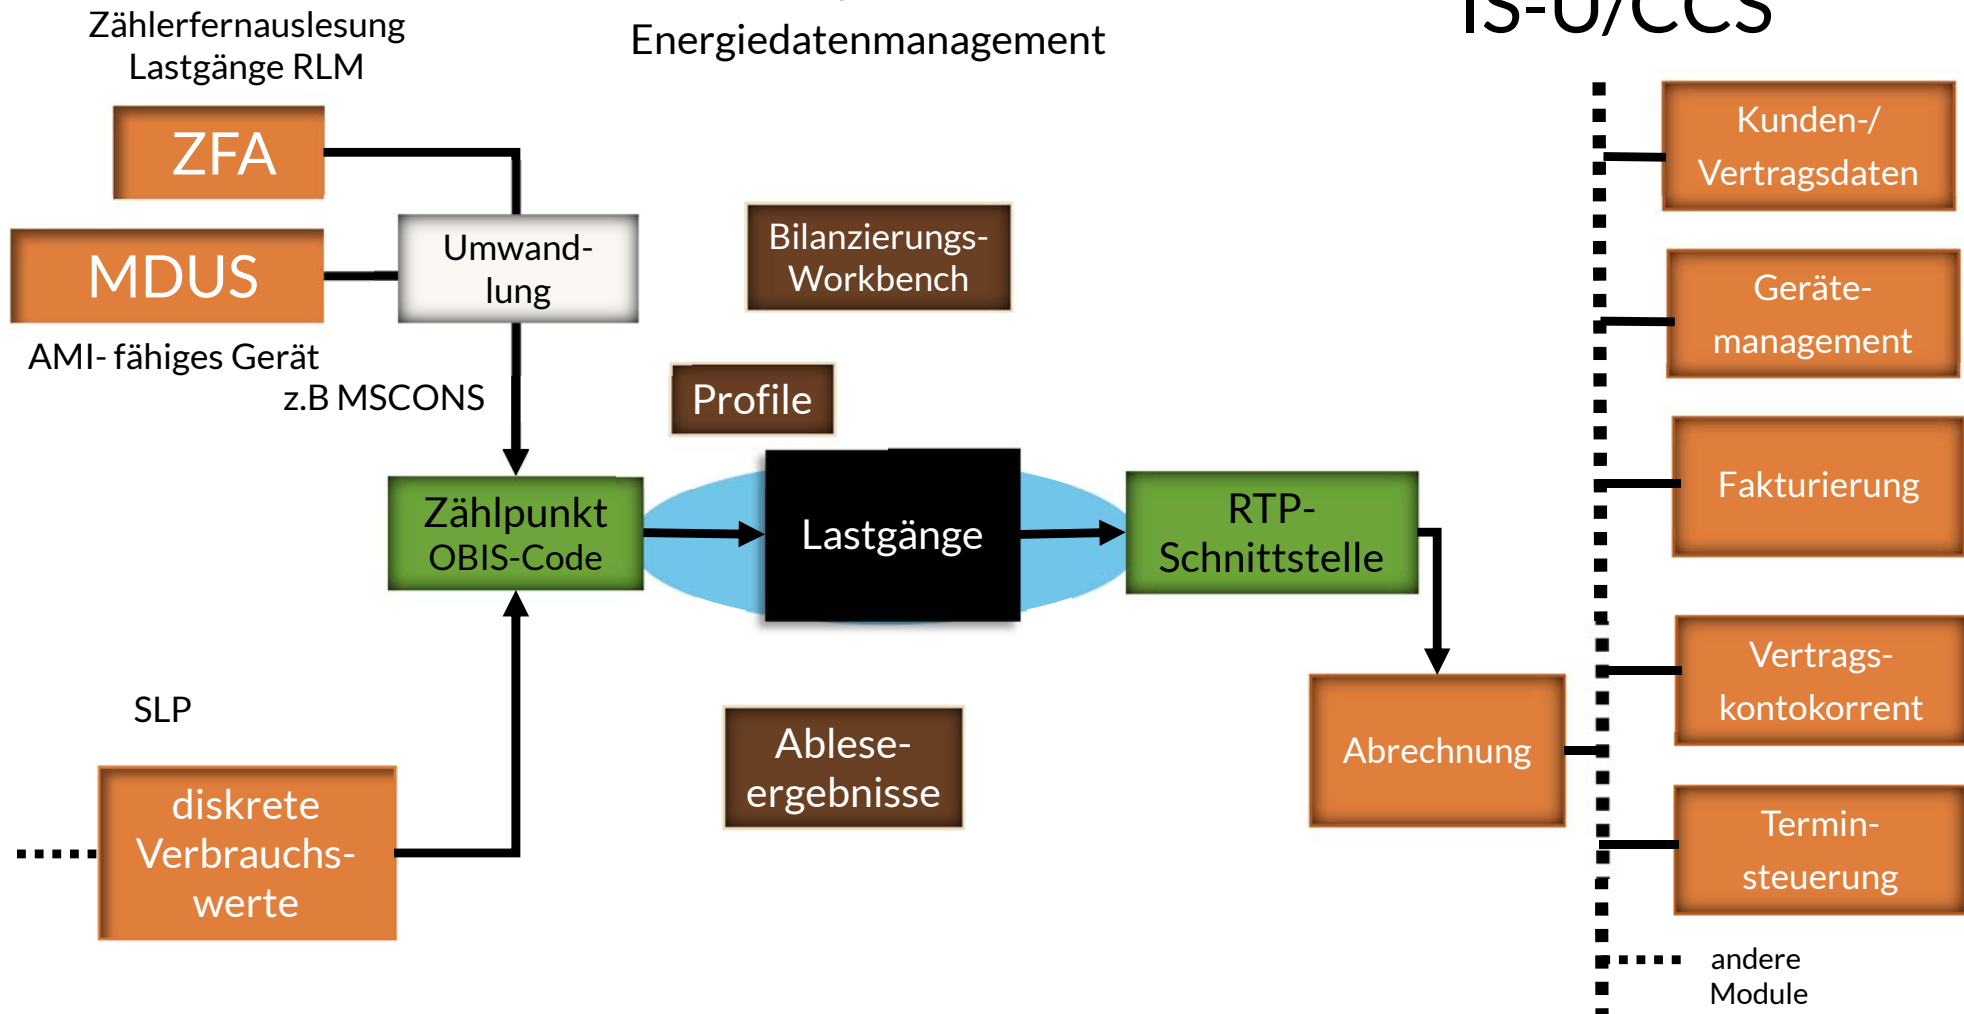 Zählerfernauslesung
Lastgänge RLM
Energiedatenmanagement
IS-U/CCS
ZFA
MDUS
Umwand-
lung
AMI- fähiges Gerät
z.B MSCONS
Bilanzierungs-
Workbench
Profile
Zählpunkt
OBIS-Code
Lastgänge
RTP-
Schnittstelle
SLP
diskrete
Verbrauchs-
werte
Ablese-
ergebnisse
Abrechnung
Kunden-/
Vertragsdaten
Geräte-
management
Fakturierung
Vertrags-
kontokorrent
Termin-
steuerung
andere
Module